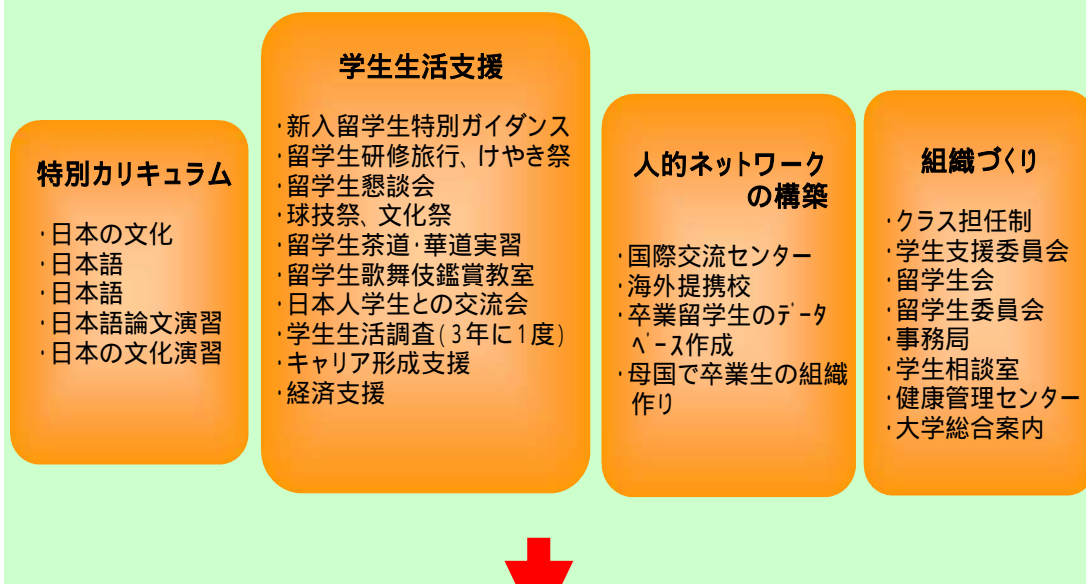 特別カリキュラム
・日本の文化
・日本語
・日本語
・日本語論文演習
・日本の文化演習
学生生活支援
・新入留学生特別ガイダンス
・留学生研修旅行、けやき祭
・留学生懇談会
・球技祭、文化祭
・留学生茶道・華道実習
・留学生歌舞伎鑑賞教室
・日本人学生との交流会
・学生生活調査(3年に1度)
・キャリア形成支援
・経済支援
人的ネットワーク
の構築
・国際交流センター
・海外提携校
・卒業留学生のデータ
ベース作成
・母国で卒業生の組織
作り
組織づくり
・クラス担任制
・学生支援委員会
・留学生会
・留学生委員会
・事務局
・学生相談室
・健康管理センター
・大学総合案内